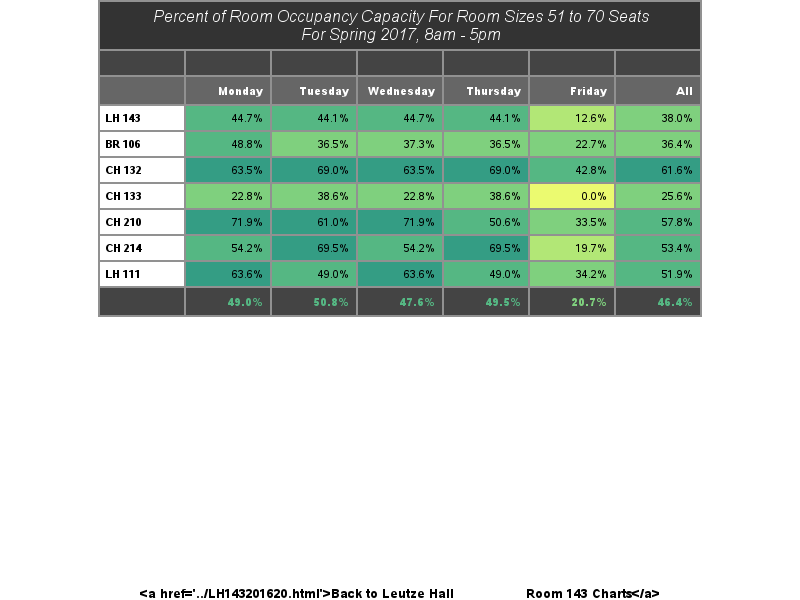 Percent of Room Occupancy Capacity For Room Sizes 51 to 70 Seats
For Spring 2017, 8am - 5pm
Monday Tuesday Wednesday Thursday Friday All
LH 143 44.7% 44.1% 44.7% 44.1% 12.6% 38.0%
BR 106 48.8% 36.5% 37.3% 36.5% 22.7% 36.4%
CH 132 63.5% 69.0% 63.5% 69.0% 42.8% 61.6%
CH 133 22.8% 38.6% 22.8% 38.6% 0.0% 25.6%
CH 210 71.9% 61.0% 71.9% 50.6% 33.5% 57.8%
CH 214 54.2% 69.5% 54.2% 69.5% 19.7% 53.4%
LH 111 63.6% 49.0% 63.6% 49.0% 34.2% 51.9%
49.0% 50.8% 47.6% 49.5% 20.7% 46.4%
<a href='../LH143201620.html'>Back to Leutze Hall Room 143 Charts</a>